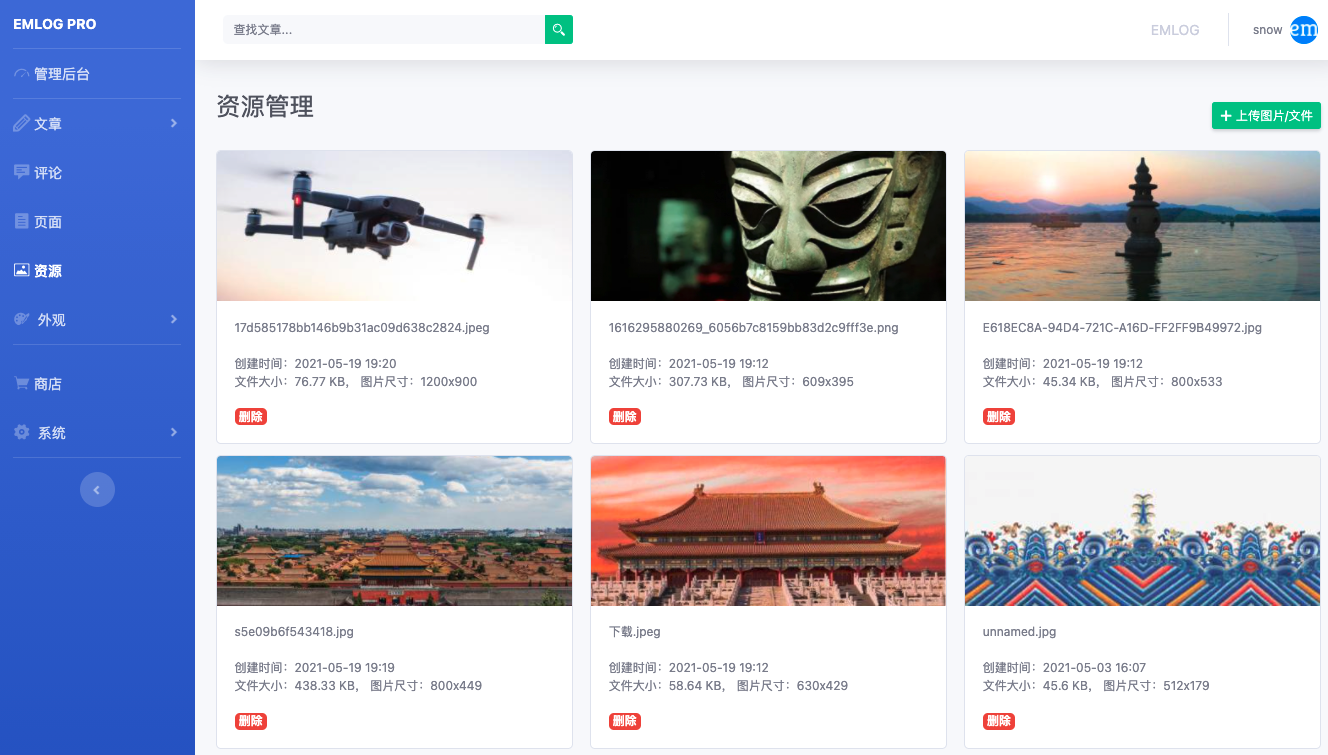 EMLOG PRO
管理后台
文章
评论
页面
资源
外观
商店
系统
查找文章...
EMLOG
snow
em
资源管理
上传图片/文件
17d585178bb146b9b31ac09d638c2824.jpeg
创建时间：2021-05-19 19:20
文件大小：76.77 KB， 图片尺寸：1200x900
删除
1616295880269_6056b7c8159bb83d2c9fff3e.png
创建时间：2021-05-19 19:12
文件大小：307.73 KB， 图片尺寸：609x395
删除
E618EC8A-94D4-721C-A16D-FF2FF9B49972.jpg
创建时间：2021-05-19 19:12
文件大小：45.34 KB， 图片尺寸：800x533
删除
s5e09b6f543418.jpg
创建时间：2021-05-19 19:19
文件大小：438.33 KB， 图片尺寸：800x449
删除
下载.jpeg
创建时间：2021-05-19 19:12
文件大小：58.64 KB， 图片尺寸：630x429
删除
unnamed.jpg
创建时间：2021-05-03 16:07
文件大小：45.6 KB， 图片尺寸：512x179
删除